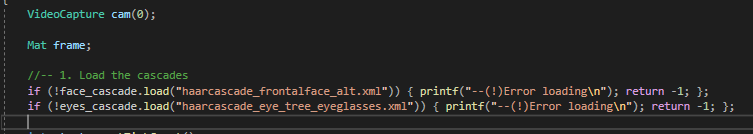 {
VideoCapture cam(0);
Mat frame;
//-- 1. Load the cascades
if (!face_cascade.load("haarcascade_frontalface_alt.xml")) { printf("--(!)Error loading\n"); return -1; };
if (!eyes_cascade.load("haarcascade_eye_tree_eyeglasses.xml")) { printf("--(!)Error loading\n"); return -1; };